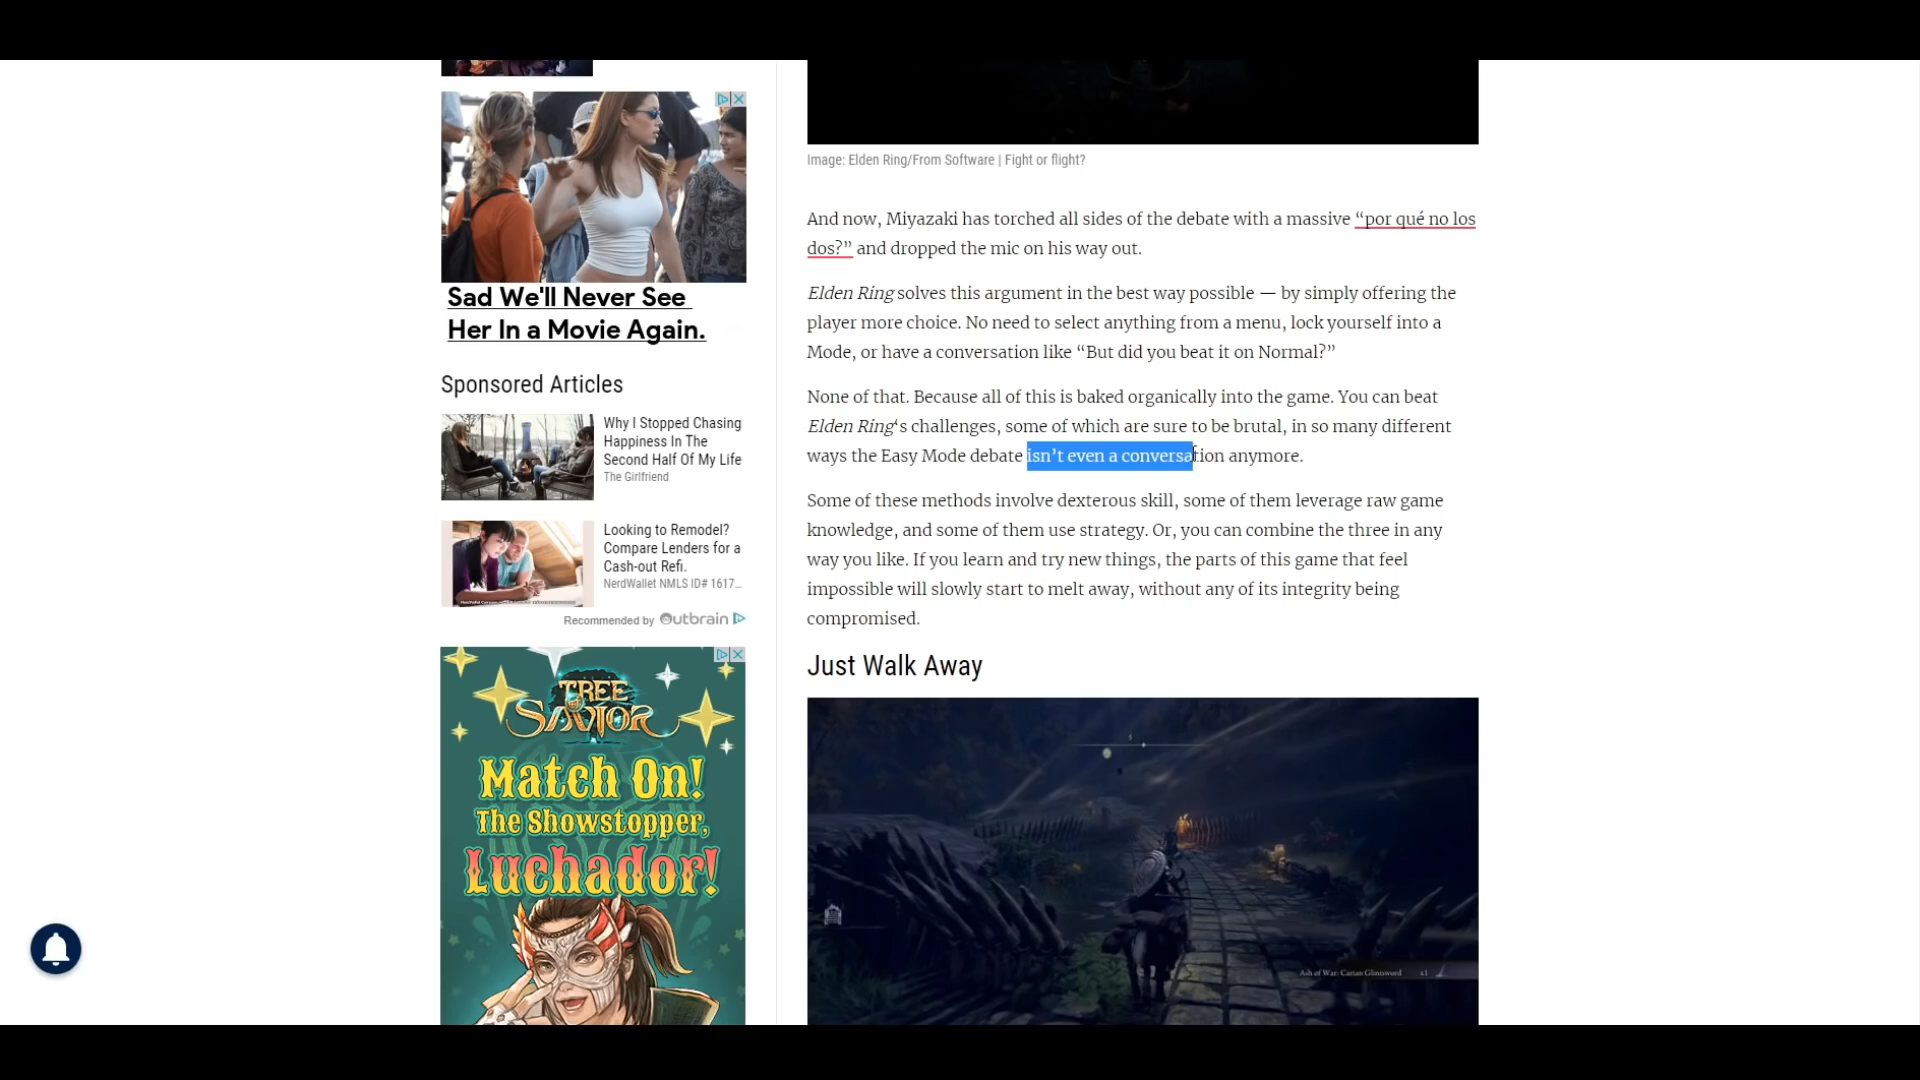 Sad We'll Never See
Her In a Movie Again.
Sponsored Articles
Why I Stopped Chasing
Happiness In The
Second Half Of My Life
The Girlfriend
Looking to Remodel?
Compare Lenders for a
Cash-out Refi.
NerdWallet NMLS ID# 1617...
Recommended by Outbrain
TREE
OF
SAVIOR
Match On!
The Showstopper,
Luchador!
Image: Elden Ring/From Software | Fight or flight?
And now, Miyazaki has torched all sides of the debate with a massive “por qué no los
dos?” and dropped the mic on his way out.
Elden Ring solves this argument in the best way possible — by simply offering the
player more choice. No need to select anything from a menu, lock yourself into a
Mode, or have a conversation like “But did you beat it on Normal?”
None of that. Because all of this is baked organically into the game. You can beat
Elden Ring‘s challenges, some of which are sure to be brutal, in so many different
ways the Easy Mode debate isn’t even a conversation anymore.
Some of these methods involve dexterous skill, some of them leverage raw game
knowledge, and some of them use strategy. Or, you can combine the three in any
way you like. If you learn and try new things, the parts of this game that feel
impossible will slowly start to melt away, without any of its integrity being
compromised.
Just Walk Away
Ash of War: Carian Glintsword x1